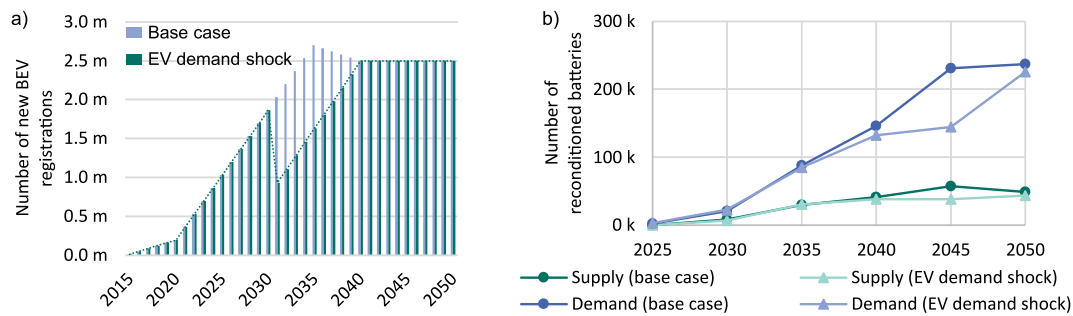 a)
Number of new BEV
registrations
3.0 m
2.5 m
2.0 m
1.5 m
1.0 m
0.5 m
0.0 m
Base case
EV demand shock
2015
2020
2025
2030
2035
2040
2045
2050
b)
Number of
reconditioned batteries
300 k
200 k
100 k
0 k
2025
2030
2035
2040
2045
2050
Supply (base case)
Supply (EV demand shock)
Demand (base case)
Demand (EV demand shock)